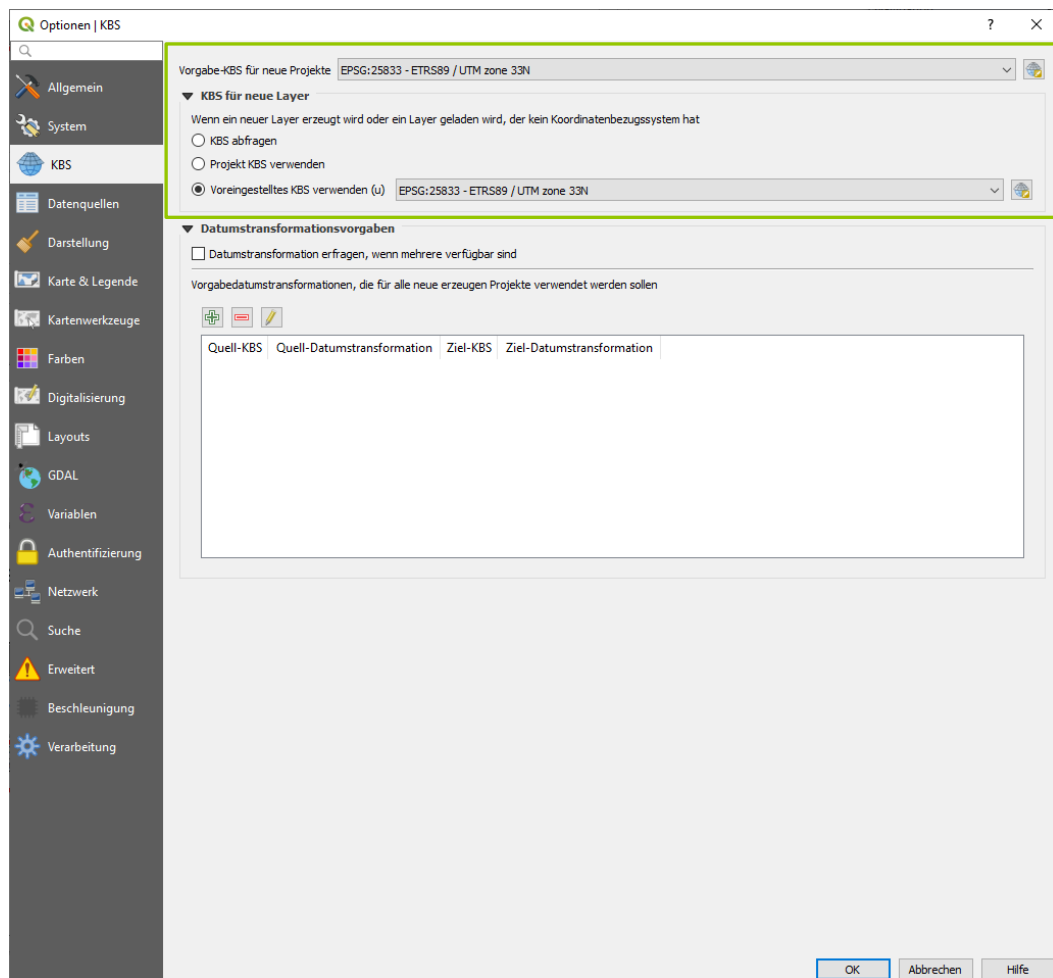 Optionen | KBS
?
Allgemein
System
KBS
Datenquellen
Darstellung
Karte & Legende
Kartenwerkzeuge
Farben
Digitalisierung
Layouts
GDAL
Variablen
Authentifizierung
Netzwerk
Suche
Erweitert
Beschleunigung
Verarbeitung
Vorgabe-KBS für neue Projekte EPSG:25833 - ETRS89 / UTM zone 33N
KBS für neue Layer
Wenn ein neuer Layer erzeugt wird oder ein Layer geladen wird, der kein Koordinatenbezugssystem hat
KBS abfragen
Projekt KBS verwenden
Voreingestelltes KBS verwenden (u) EPSG:25833 - ETRS89 / UTM zone 33N
Datumstransformationsvorgaben
Datumstransformation erfragen, wenn mehrere verfügbar sind
Vorgabedatumstransformationen, die für alle neue erzeugen Projekte verwendet werden sollen
Quell-KBS Quell-Datumstransformation Ziel-KBS Ziel-Datumstransformation
OK Abbrechen Hilfe